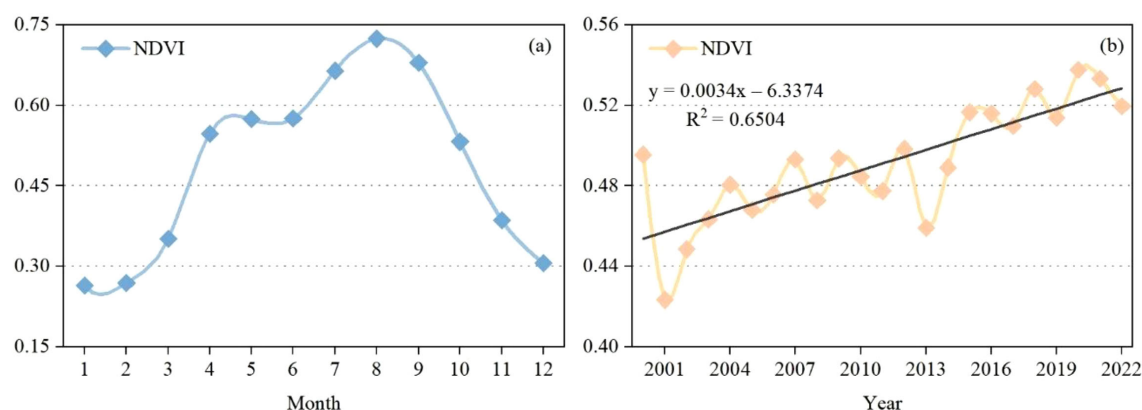 0.75
0.60
0.45
0.30
0.15
NDVI
(a)
1 2 3 4 5 6 7 8 9 10 11 12
Month
0.56
0.52
0.48
0.44
0.40
NDVI
(b)
y = 0.0034x – 6.3374
R² = 0.6504
2001 2004 2007 2010 2013 2016 2019 2022
Year